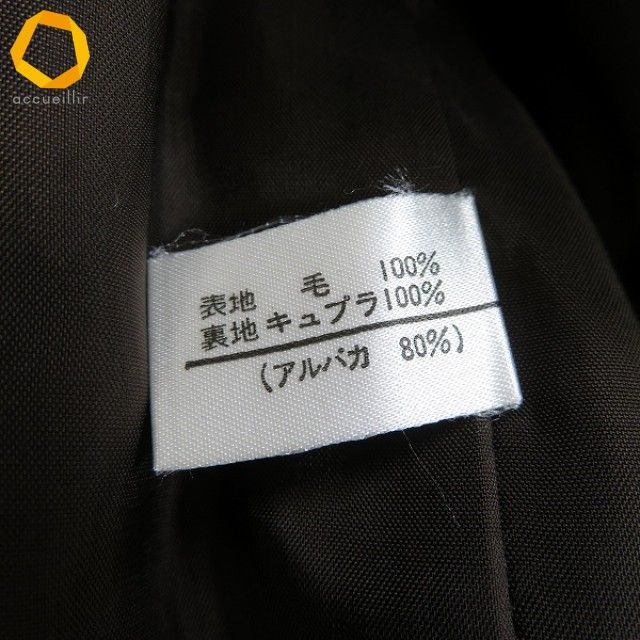 accueillir
表地 毛 100%
裏地 キュプラ100%
(アルパカ 80%)